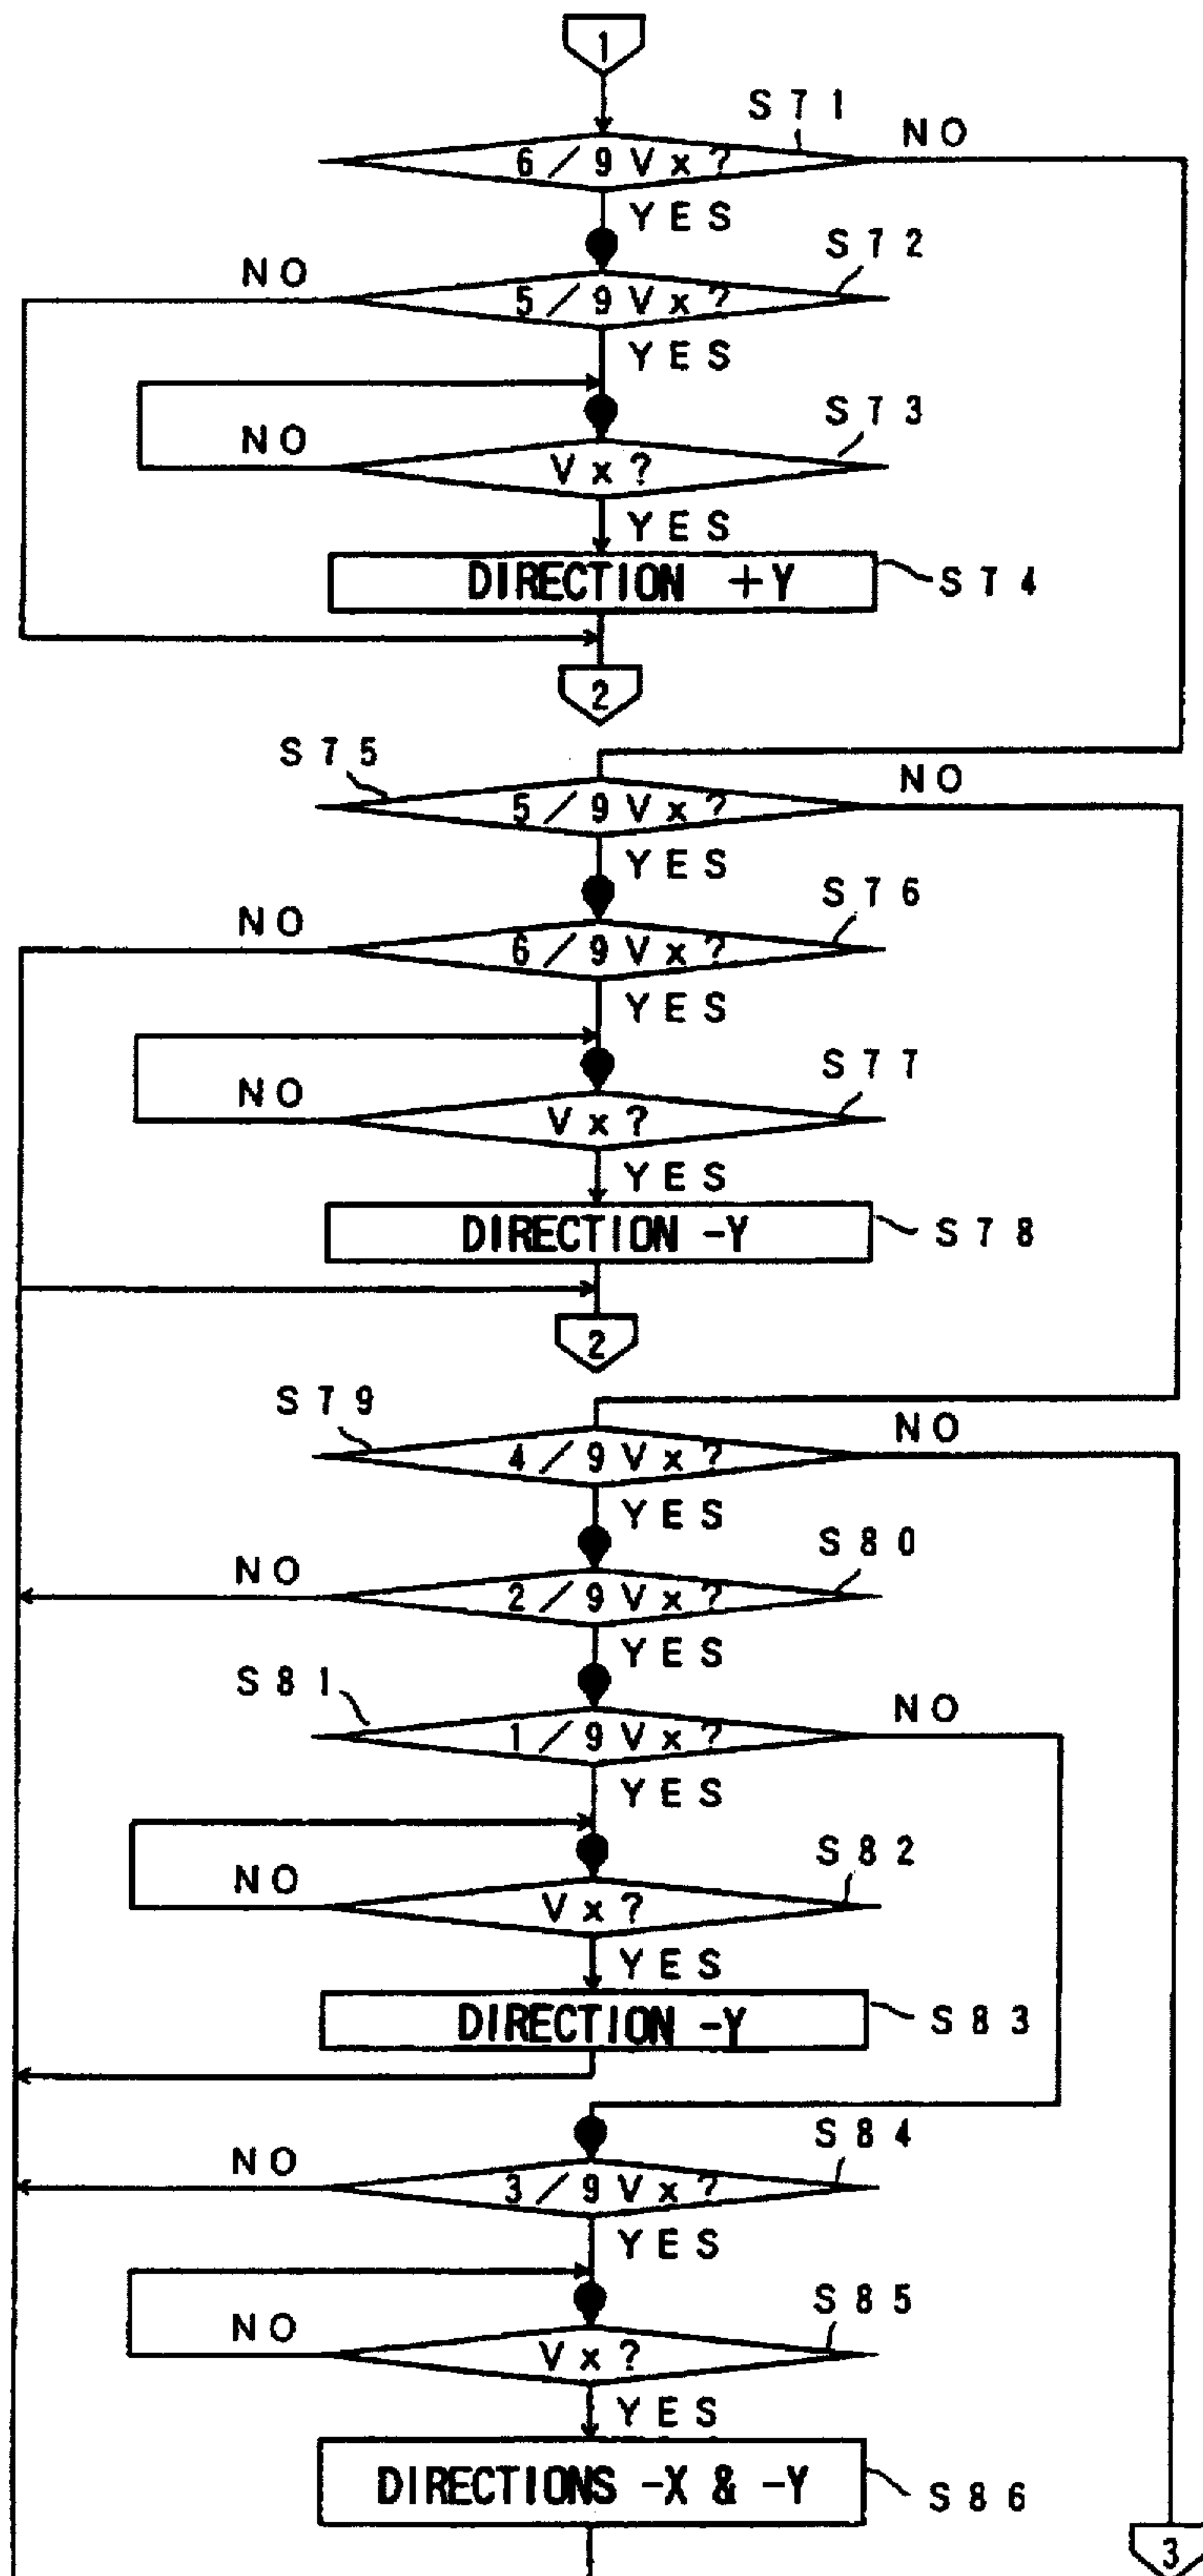 1
S71
NO
6/9Vx?
YES
S72
NO
5/9Vx?
YES
S73
NO
Vx?
YES
DIRECTION +Y
S74
2
S75
NO
5/9Vx?
YES
S76
NO
6/9Vx?
YES
S77
NO
Vx?
YES
DIRECTION -Y
S78
2
S79
NO
4/9Vx?
YES
S80
NO
2/9Vx?
YES
S81
NO
1/9Vx?
YES
S82
NO
Vx?
YES
DIRECTION -Y
S83
S84
NO
3/9Vx?
YES
S85
NO
Vx?
YES
DIRECTIONS -X & -Y
S86
3